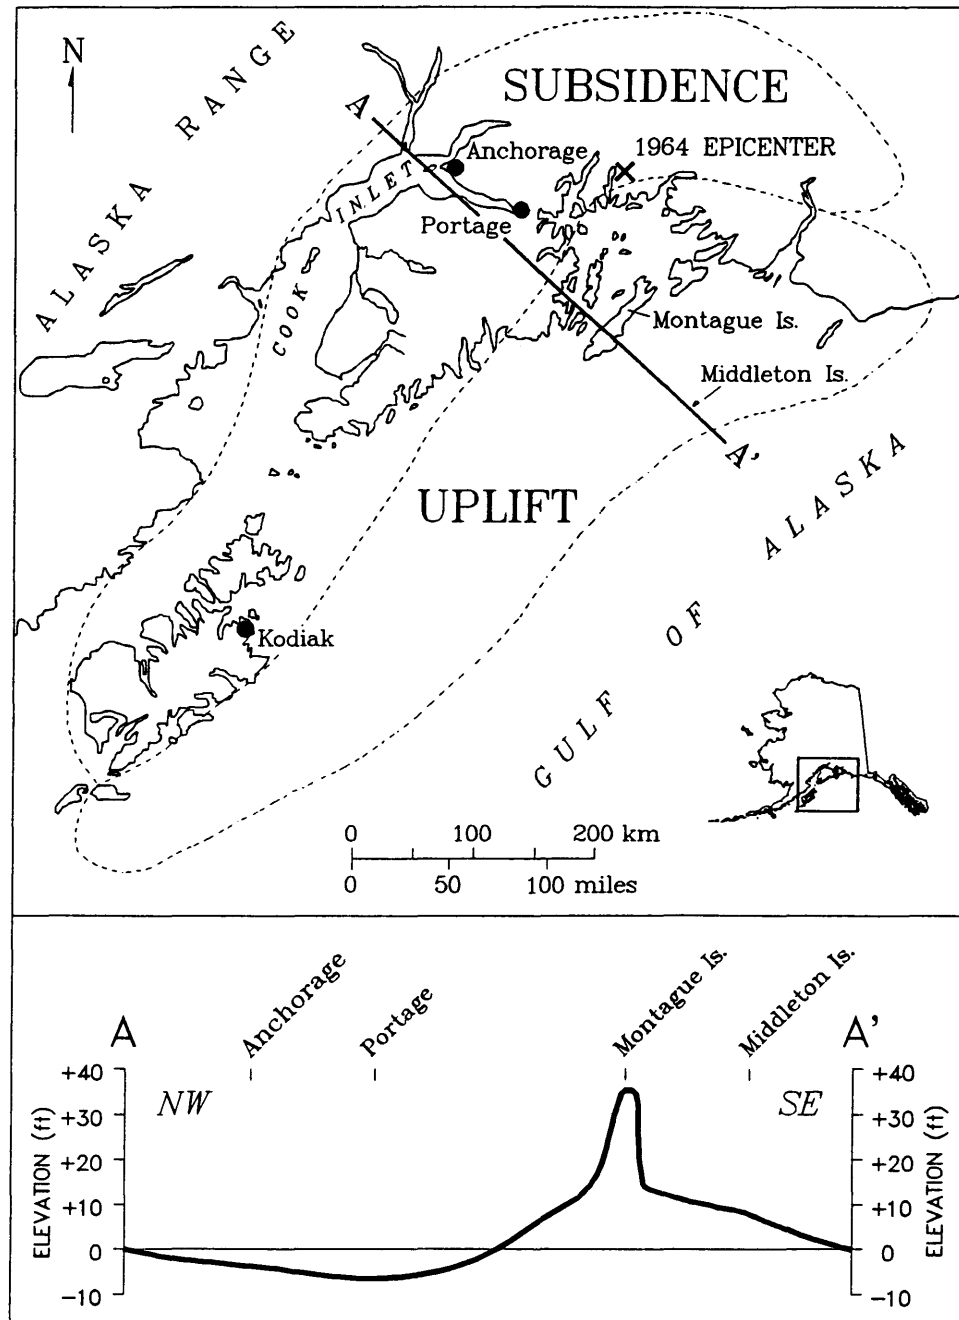 N
ALASKA RANGE
SUBSIDENCE
A
1964 EPICENTER
Anchorage
COOK INLET
Portage
Montague Is.
Middleton Is.
A'
UPLIFT
Kodiak
GULF OF ALASKA
0 100 200 km
0 50 100 miles
Anchorage
Portage
Montague Is.
Middleton Is.
A
A'
NW
SE
ELEVATION (ft)
+40
+30
+20
+10
0
-10
+40
+30
+20
+10
0
-10
ELEVATION (ft)